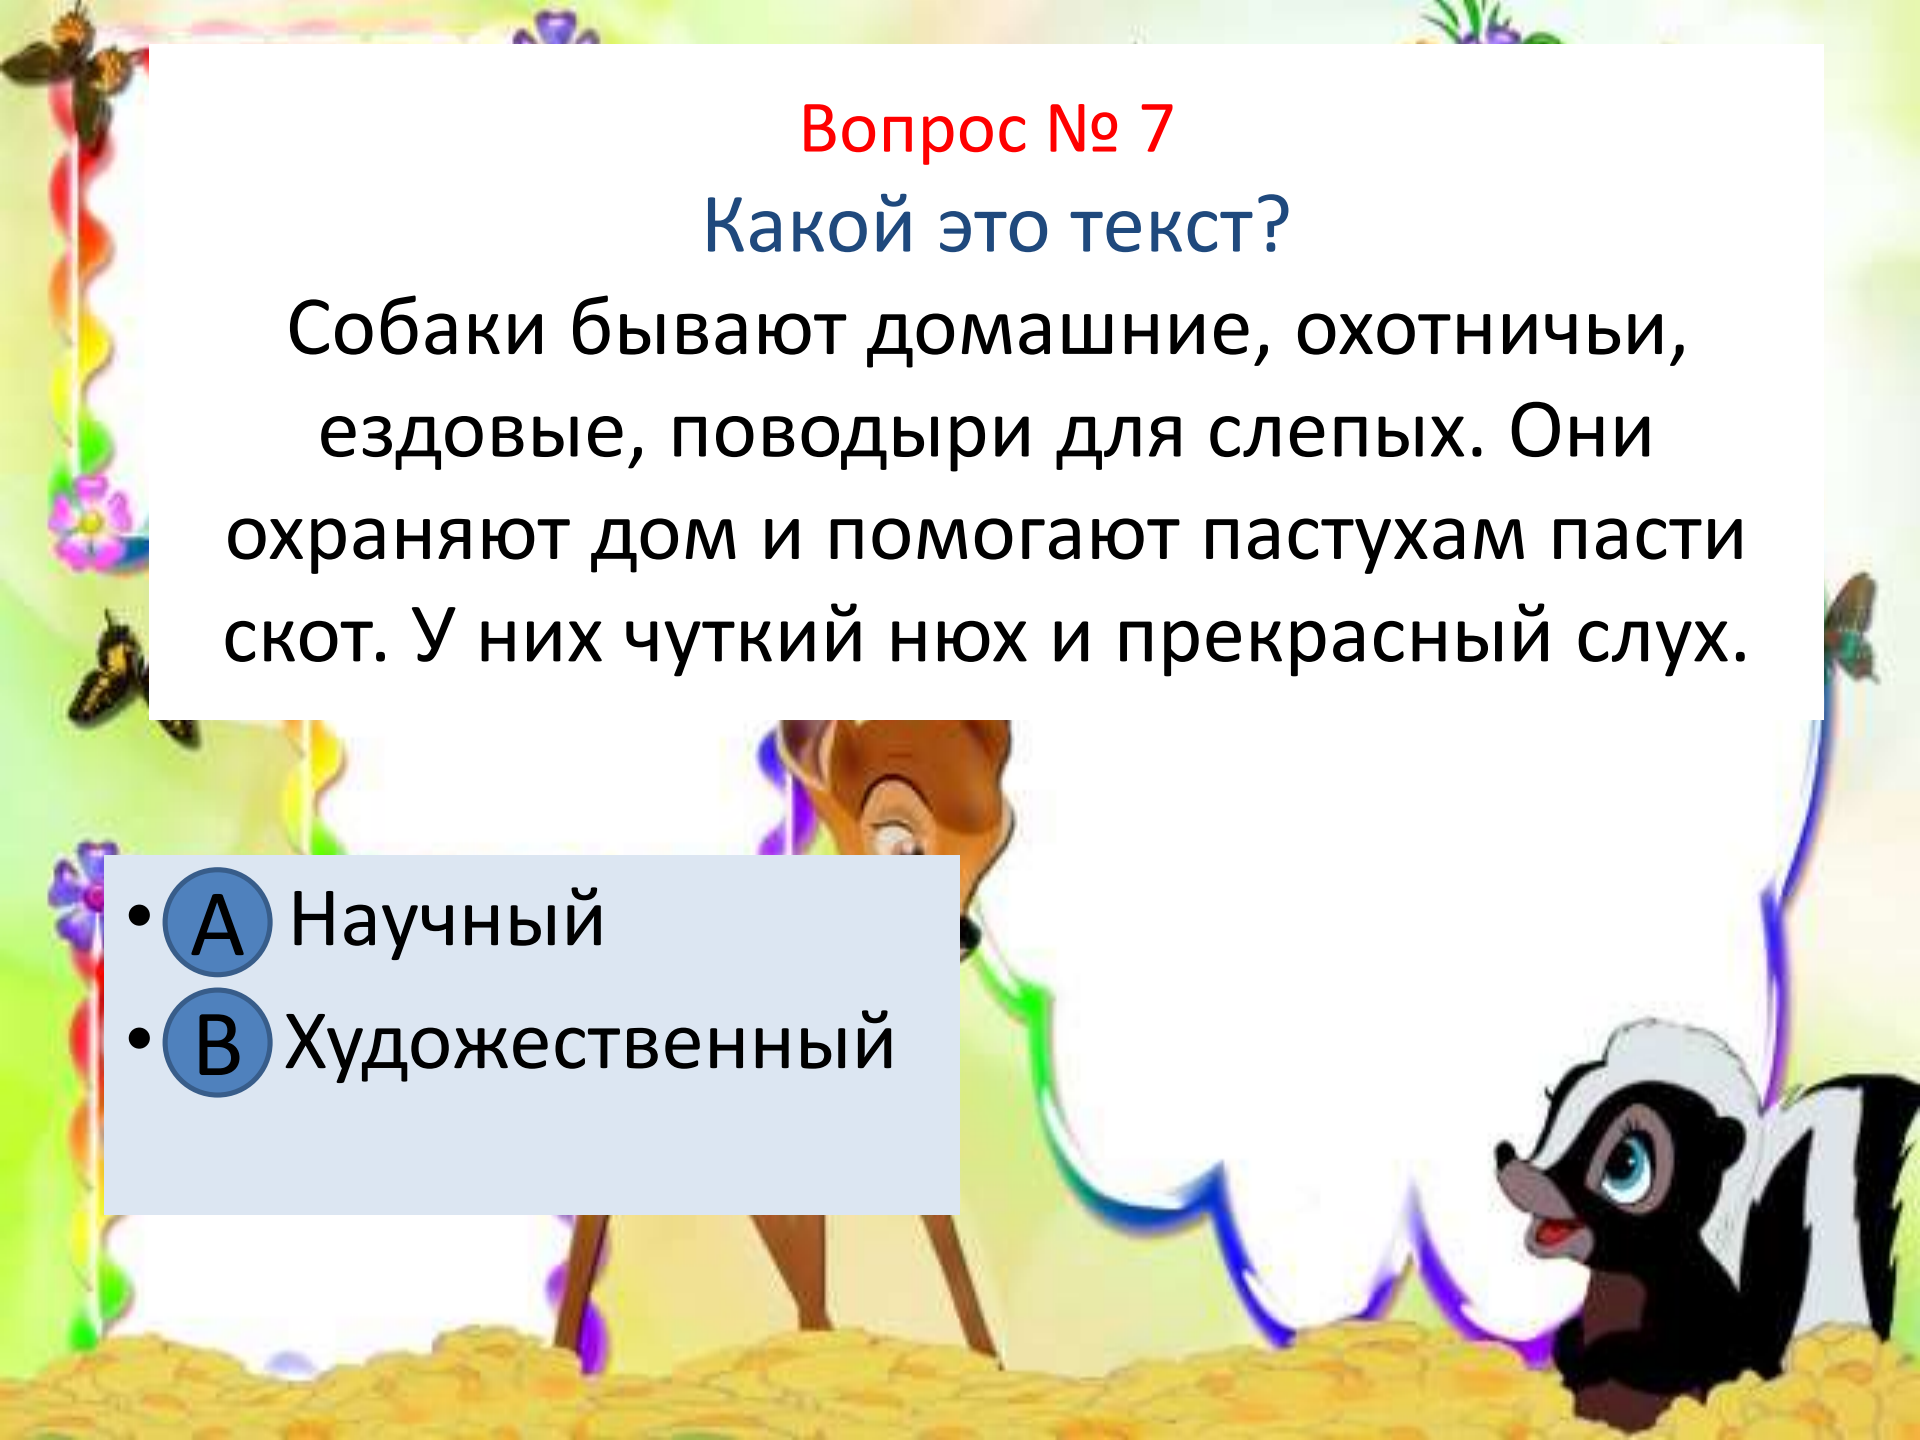 Вопрос № 7
Какой это текст?
Собаки бывают домашние, охотничьи,
ездовые, поводыри для слепых. Они
охраняют дом и помогают пастухам пасти
скот. У них чуткий нюх и прекрасный слух.
• А Научный
• В Художественный